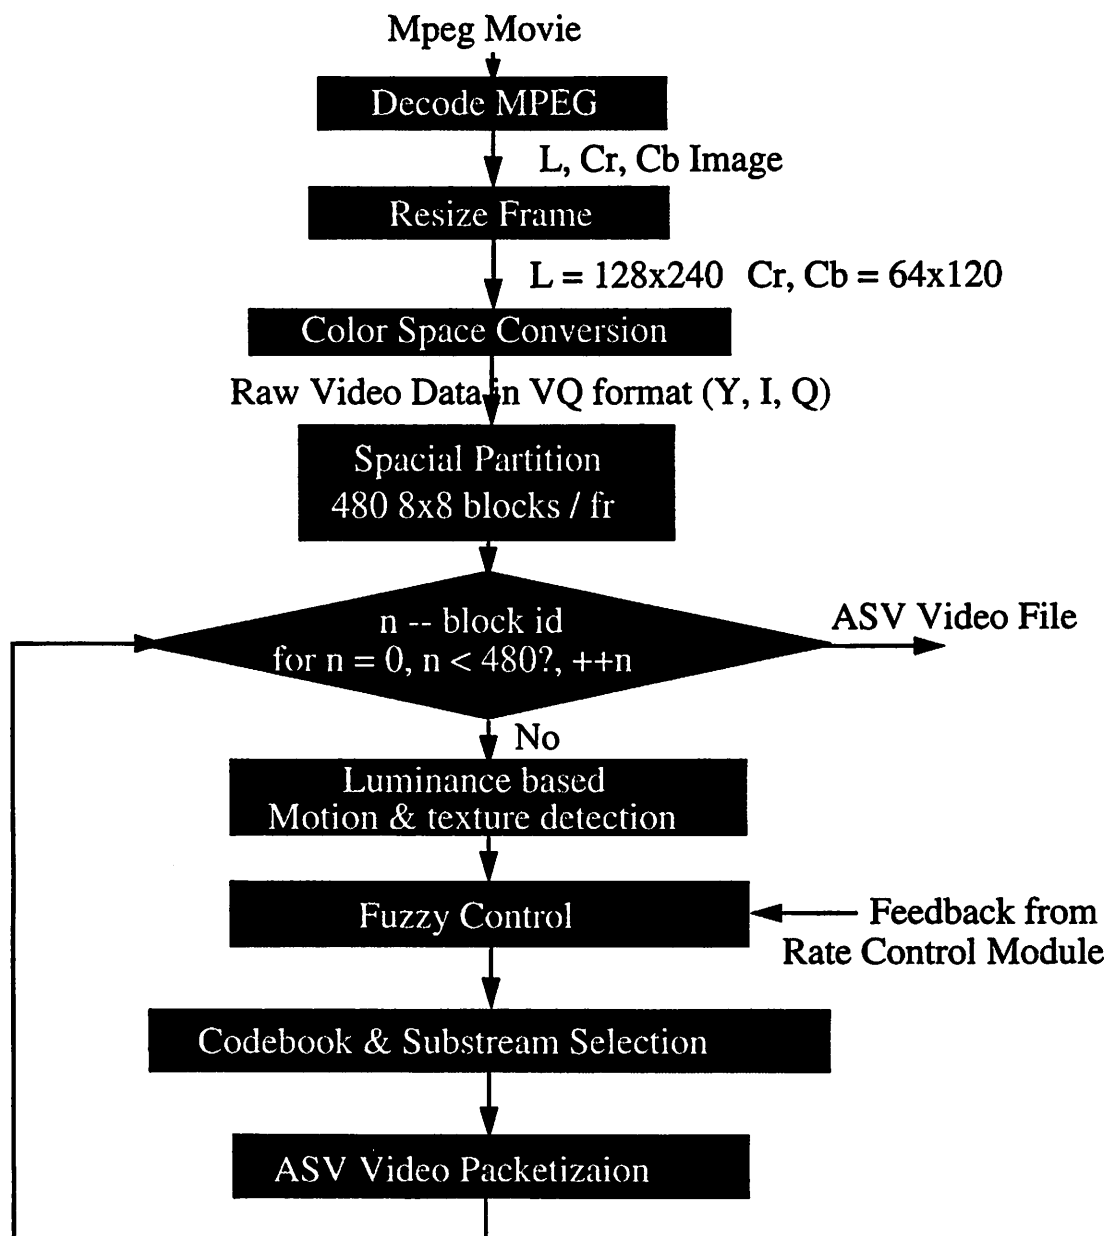 Mpeg Movie
Decode MPEG
L, Cr, Cb Image
Resize Frame
L = 128x240 Cr, Cb = 64x120
Color Space Conversion
Raw Video Data in VQ format (Y, I, Q)
Spacial Partition
480 8x8 blocks / fr
n -- block id
for n = 0, n < 480?, ++n
ASV Video File
No
Luminance based
Motion & texture detection
Fuzzy Control
Feedback from
Rate Control Module
Codebook & Substream Selection
ASV Video Packetizaion